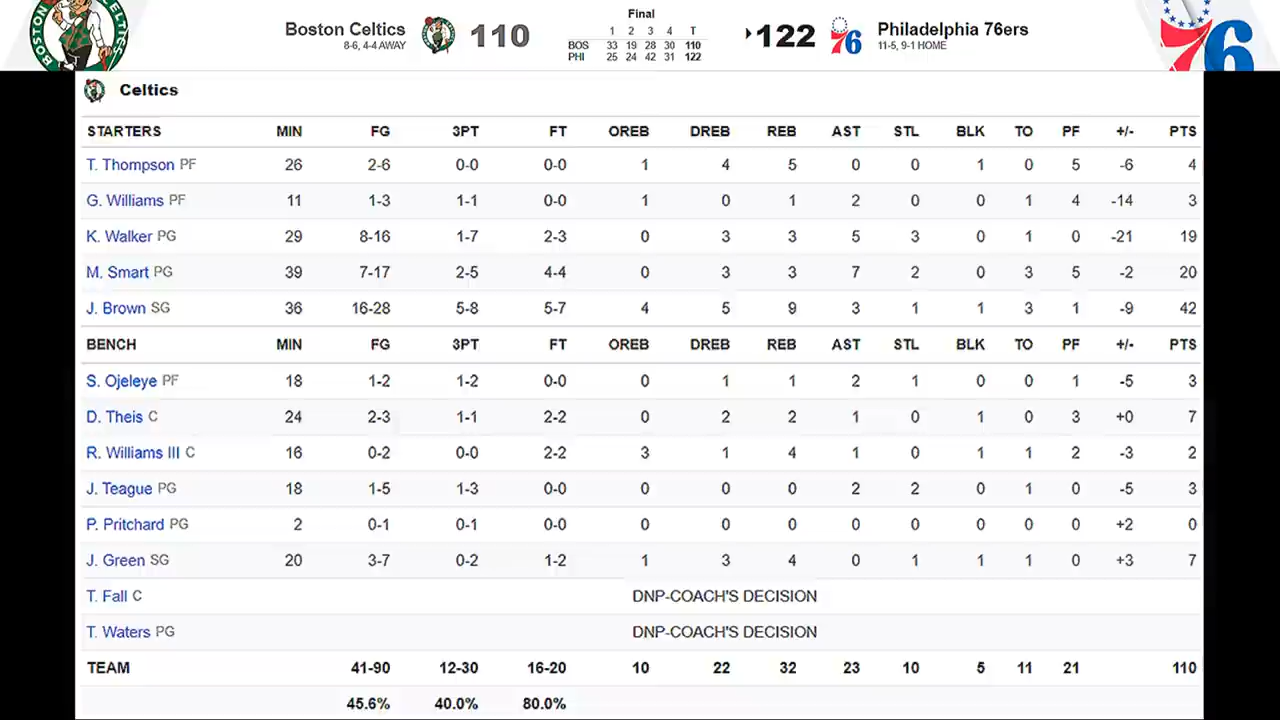 Final
Boston Celtics 110 122 Philadelphia 76ers
8-6, 4-4 AWAY 11-5, 9-1 HOME
1 2 3 4 T
BOS 33 19 28 30 110
PHI 25 24 42 31 122
BOSTON CELTICS
76
Celtics
STARTERS MIN FG 3PT FT OREB DREB REB AST STL BLK TO PF +/- PTS
T. Thompson PF 26 2-6 0-0 0-0 1 4 5 0 0 1 0 5 -6 4
G. Williams PF 11 1-3 1-1 0-0 1 0 1 2 0 0 1 4 -14 3
K. Walker PG 29 8-16 1-7 2-3 0 3 3 5 3 0 1 0 -21 19
M. Smart PG 39 7-17 2-5 4-4 0 3 3 7 2 0 3 5 -2 20
J. Brown SG 36 16-28 5-8 5-7 4 5 9 3 1 1 3 1 -9 42
BENCH MIN FG 3PT FT OREB DREB REB AST STL BLK TO PF +/- PTS
S. Ojeleye PF 18 1-2 1-2 0-0 0 1 1 2 1 0 0 1 -5 3
D. Theis C 24 2-3 1-1 2-2 0 2 2 1 0 1 0 3 +0 7
R. Williams III C 16 0-2 0-0 2-2 3 1 4 1 0 1 1 2 -3 2
J. Teague PG 18 1-5 1-3 0-0 0 0 0 2 2 0 1 0 -5 3
P. Pritchard PG 2 0-1 0-1 0-0 0 0 0 0 0 0 0 0 +2 0
J. Green SG 20 3-7 0-2 1-2 1 3 4 0 1 1 1 0 +3 7
T. Fall C DNP-COACH'S DECISION
T. Waters PG DNP-COACH'S DECISION
TEAM 41-90 12-30 16-20 10 22 32 23 10 5 11 21 110
45.6% 40.0% 80.0%